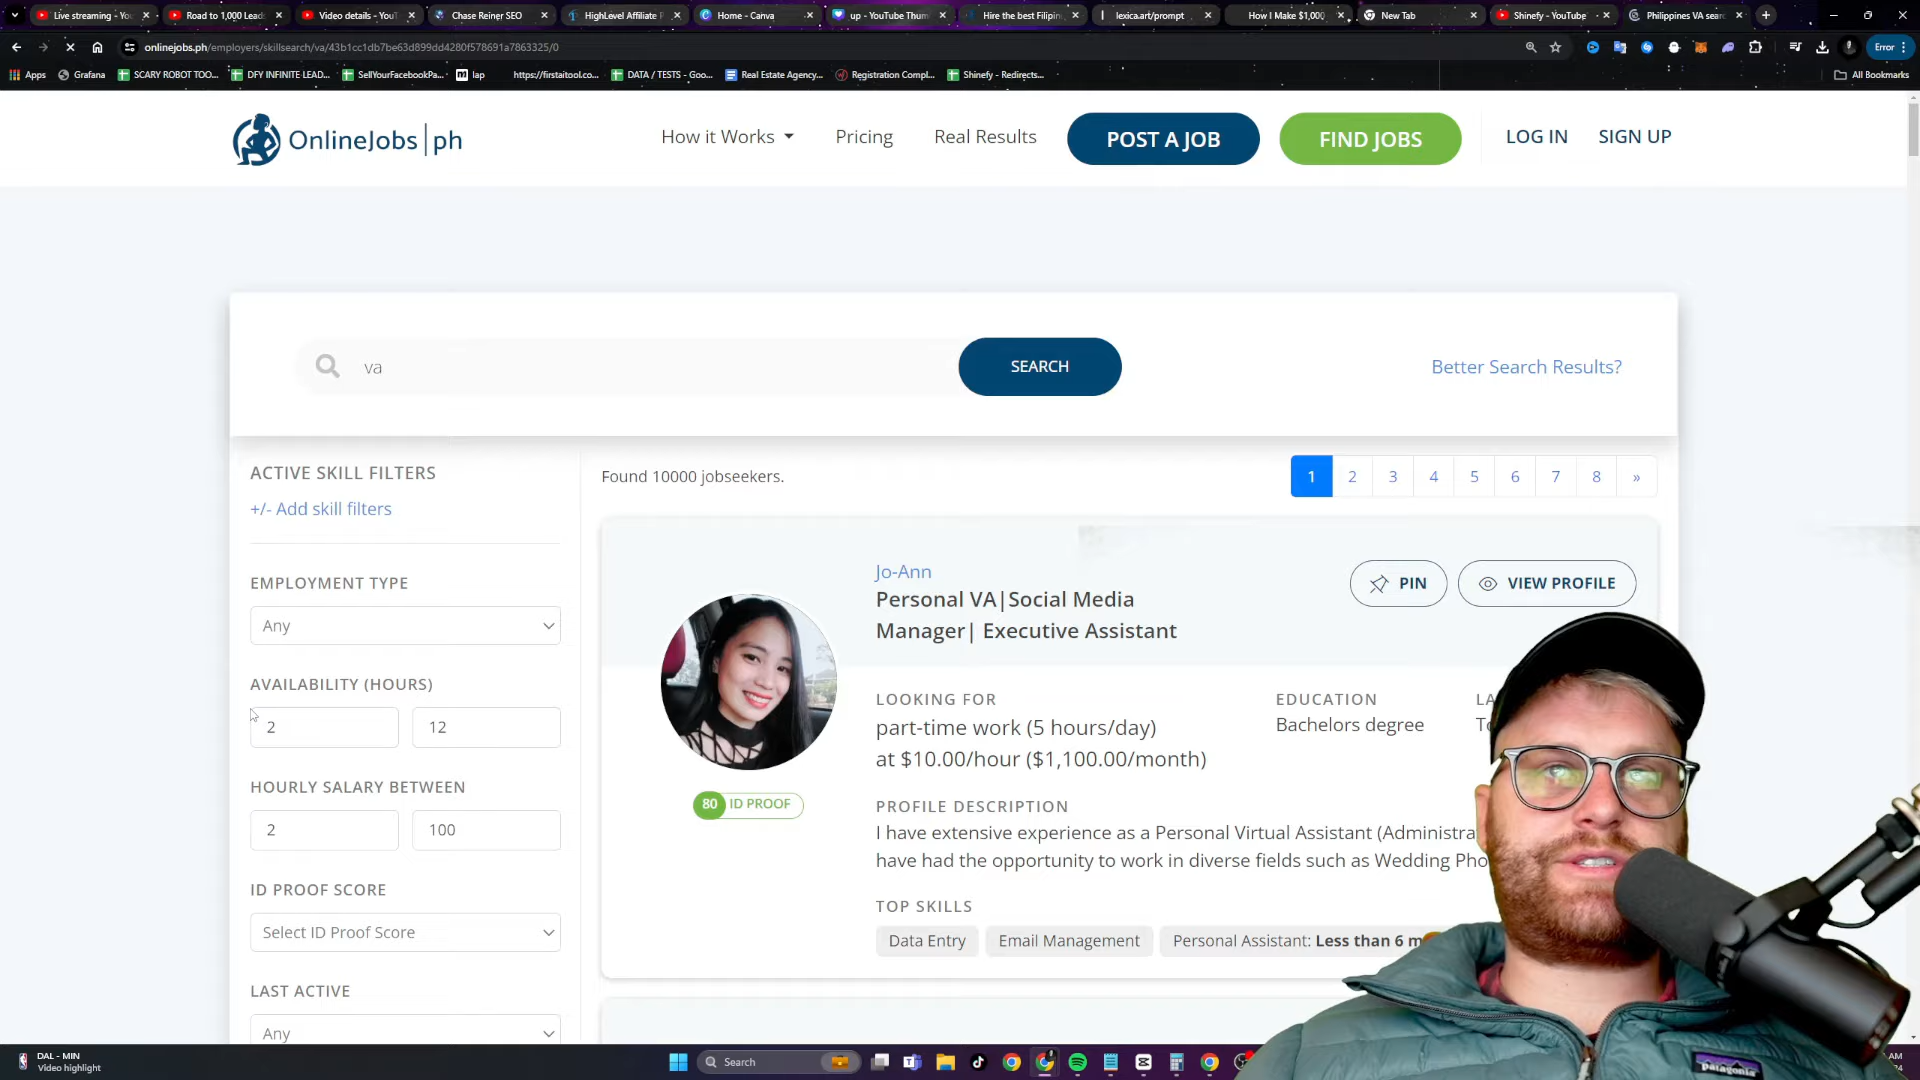 Live streaming - You
Road to 1,000 Lead
Video details - YouT
Chase Reiner SEO
HighLevel Affiliate P
Home - Canva
up - YouTube Thum
Hire the best Filipin
lexica.art/prompt
How I Make $1,000
New Tab
Shinefy - YouTube
Philippines VA sear
onlinejobs.ph/employers/skillsearch/va/43b1cc1db7be63d899dd4280f578691a7863325/0
Error
Apps
Grafana
SCARY ROBOT TOO...
DFY INFINITE LEAD...
SellYourFacebookPa...
lap
https://firstaitool.co...
DATA / TESTS - Goo...
Real Estate Agency...
Registration Compl...
Shinefy - Redirects...
All Bookmarks
OnlineJobs|ph
How it Works
Pricing
Real Results
POST A JOB
FIND JOBS
LOG IN
SIGN UP
va
SEARCH
Better Search Results?
ACTIVE SKILL FILTERS
+/- Add skill filters
EMPLOYMENT TYPE
Any
AVAILABILITY (HOURS)
2
12
HOURLY SALARY BETWEEN
2
100
ID PROOF SCORE
Select ID Proof Score
LAST ACTIVE
Any
Found 10000 jobseekers.
1 2 3 4 5 6 7 8 »
Jo-Ann
Personal VA|Social Media
Manager| Executive Assistant
PIN
VIEW PROFILE
80 ID PROOF
LOOKING FOR
part-time work (5 hours/day)
at $10.00/hour ($1,100.00/month)
EDUCATION
Bachelors degree
PROFILE DESCRIPTION
I have extensive experience as a Personal Virtual Assistant (Administra
have had the opportunity to work in diverse fields such as Wedding Pho
TOP SKILLS
Data Entry
Email Management
Personal Assistant: Less than 6 m
patagonia
DAL - MIN
Video highlight
Search
AM